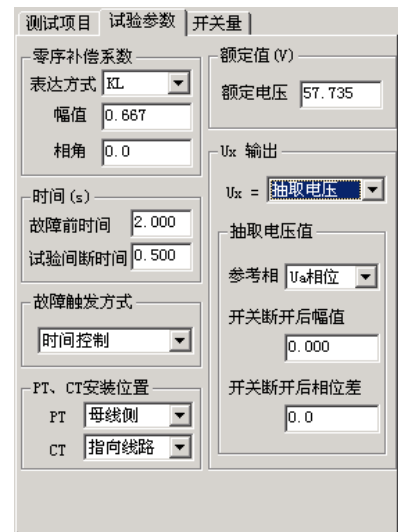 测试项目 试验参数 开关量
零序补偿系数
表达方式 KL
幅值 0.667
相角 0.0
时间(s)
故障前时间 2.000
试验间断时间 0.500
故障触发方式
时间控制
PT、CT安装位置
PT 母线侧
CT 指向线路
额定值(V)
额定电压 57.735
Ux 输出
Ux = 抽取电压
抽取电压值
参考相 Ua相位
开关断开后幅值
0.000
开关断开后相位差
0.0